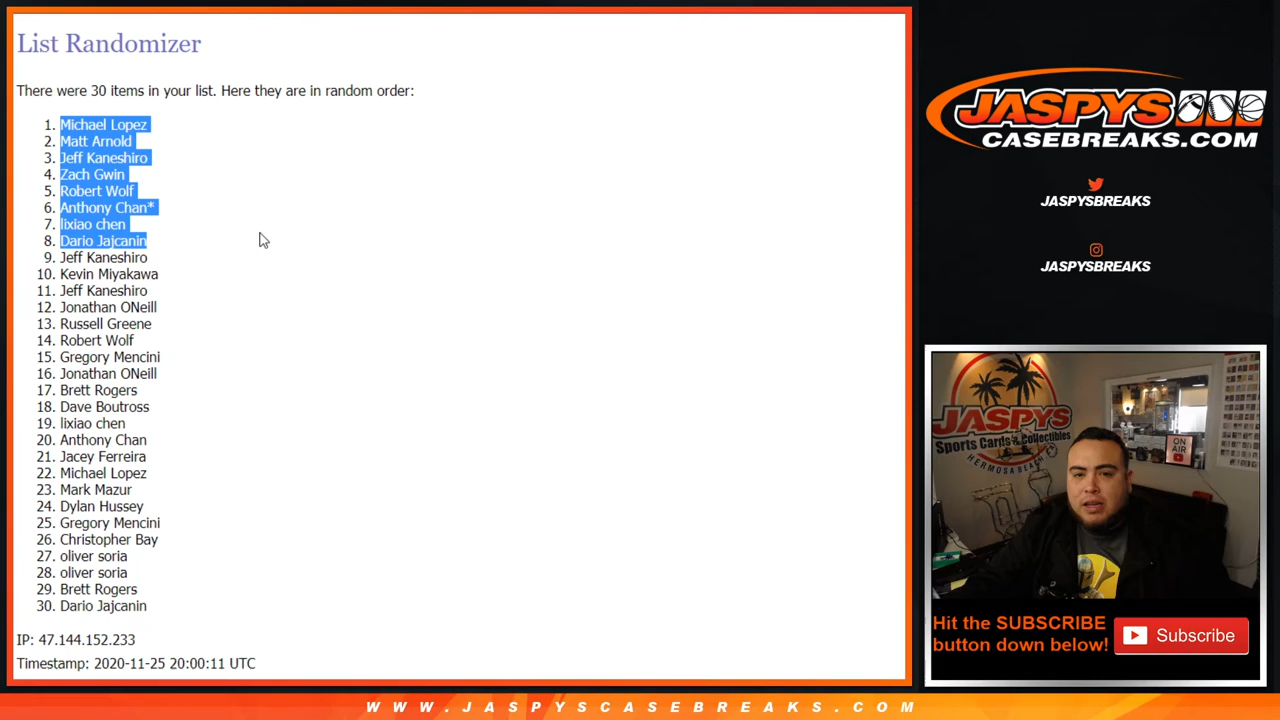 List Randomizer
There were 30 items in your list. Here they are in random order:
1. Michael Lopez
2. Matt Arnold
3. Jeff Kaneshiro
4. Zach Gwin
5. Robert Wolf
6. Anthony Chan*
7. lixiao chen
8. Dario Jajcanin
9. Jeff Kaneshiro
10. Kevin Miyakawa
11. Jeff Kaneshiro
12. Jonathan ONeill
13. Russell Greene
14. Robert Wolf
15. Gregory Mencini
16. Jonathan ONeill
17. Brett Rogers
18. Dave Boutross
19. lixiao chen
20. Anthony Chan
21. Jacey Ferreira
22. Michael Lopez
23. Mark Mazur
24. Dylan Hussey
25. Gregory Mencini
26. Christopher Bay
27. oliver soria
28. oliver soria
29. Brett Rogers
30. Dario Jajcanin
IP: 47.144.152.233
Timestamp: 2020-11-25 20:00:11 UTC
JASPYS
CASEBREAKS.COM
JASPYSBREAKS
JASPYSBREAKS
JASPYS
Sports Cards & Collectibles
HERMOSA BEACH
ON AIR
Hit the SUBSCRIBE
button down below!
Subscribe
WWW.JASPYSCASEBREAKS.COM